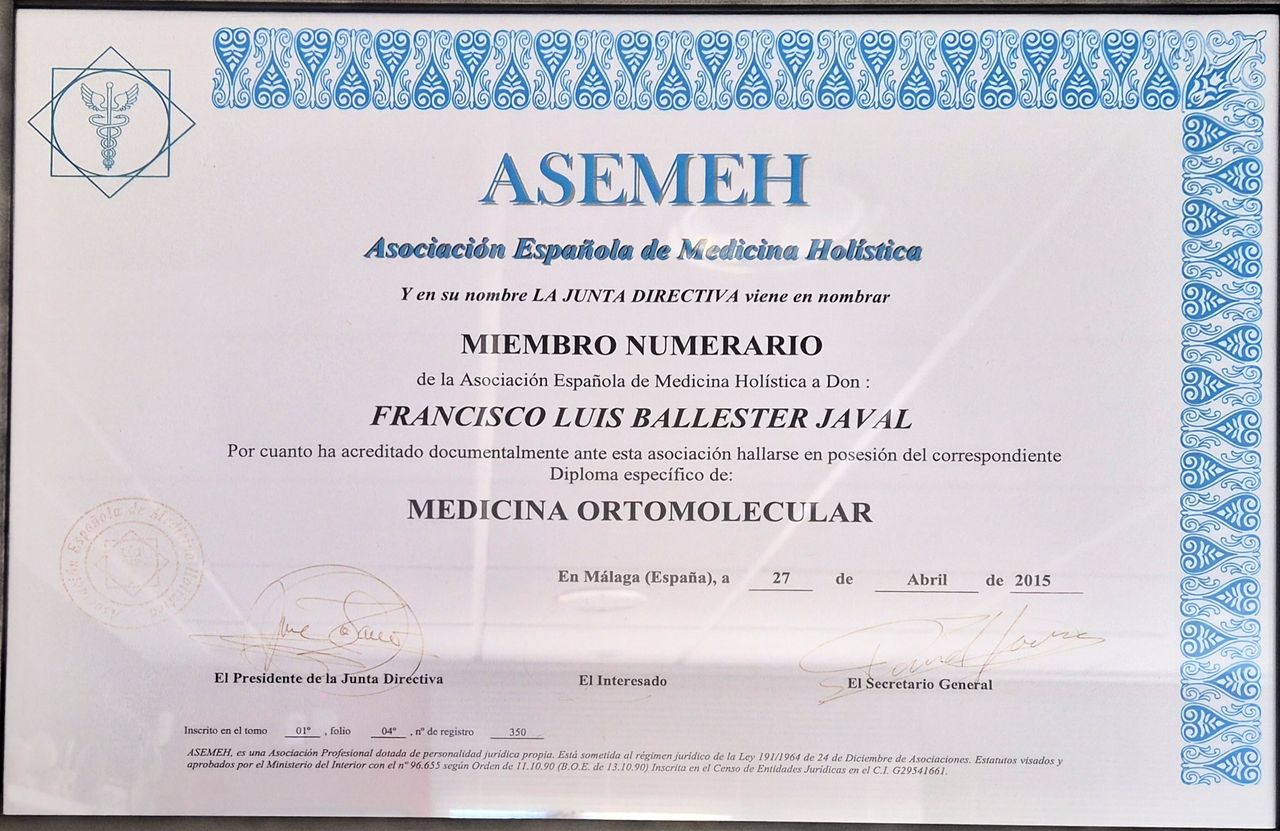 ASEMEH
Asociación Española de Medicina Holística
Y en su nombre LA JUNTA DIRECTIVA viene en nombrar
MIEMBRO NUMERARIO
de la Asociación Española de Medicina Holística a Don :
FRANCISCO LUIS BALLESTER JAVAL
Por cuanto ha acreditado documentalmente ante esta asociación hallarse en posesión del correspondiente
Diploma específico de:
MEDICINA ORTOMOLECULAR
Española de Medicina
En Málaga (España), a 27 de Abril de 2015
El Presidente de la Junta Directiva El Interesado El Secretario General
Inscrito en el tomo 01º , folio 04º , nº de registro 350
ASEMEH, es una Asociación Profesional dotada de personalidad jurídica propia. Está sometida al régimen jurídico de la Ley 191/1964 de 24 de Diciembre de Asociaciones. Estatutos visados y
aprobados por el Ministerio del Interior con el nº 96.655 según Orden de 11.10.90 (B.O.E. de 13.10.90) Inscrita en el Censo de Entidades Jurídicas en el C.I. G29541661.